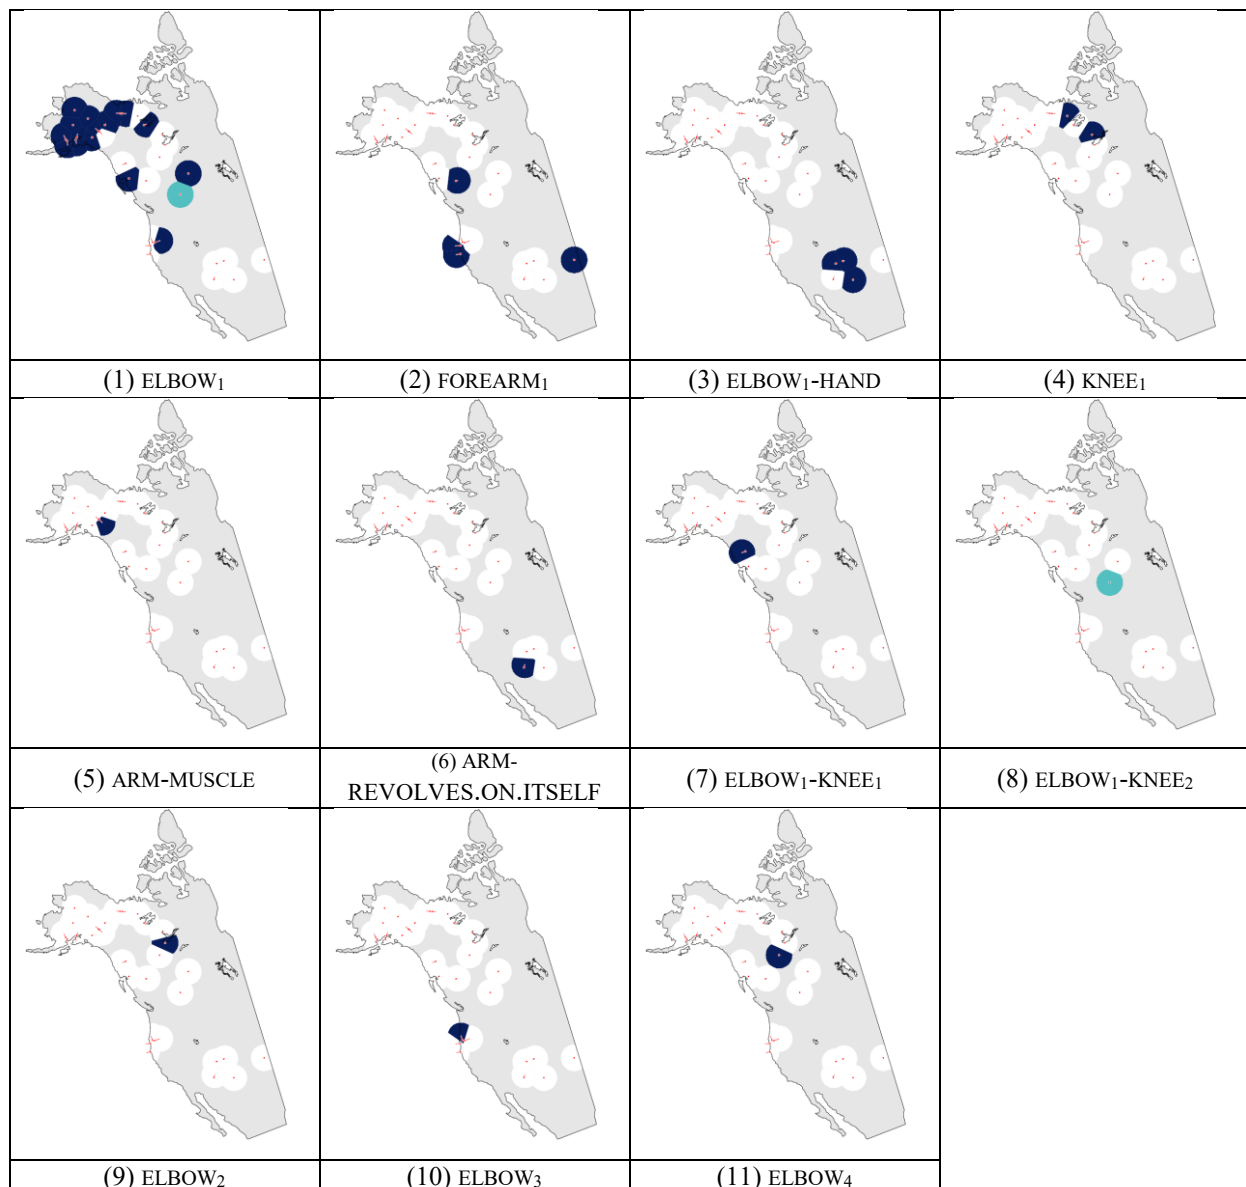 (1) ELBOW₁
(2) FOREARM₁
(3) ELBOW₁-HAND
(4) KNEE₁
(5) ARM-MUSCLE
(6) ARM-
REVOLVES.ON.ITSELF
(7) ELBOW₁-KNEE₁
(8) ELBOW₁-KNEE₂
(9) ELBOW₂
(10) ELBOW₃
(11) ELBOW₄